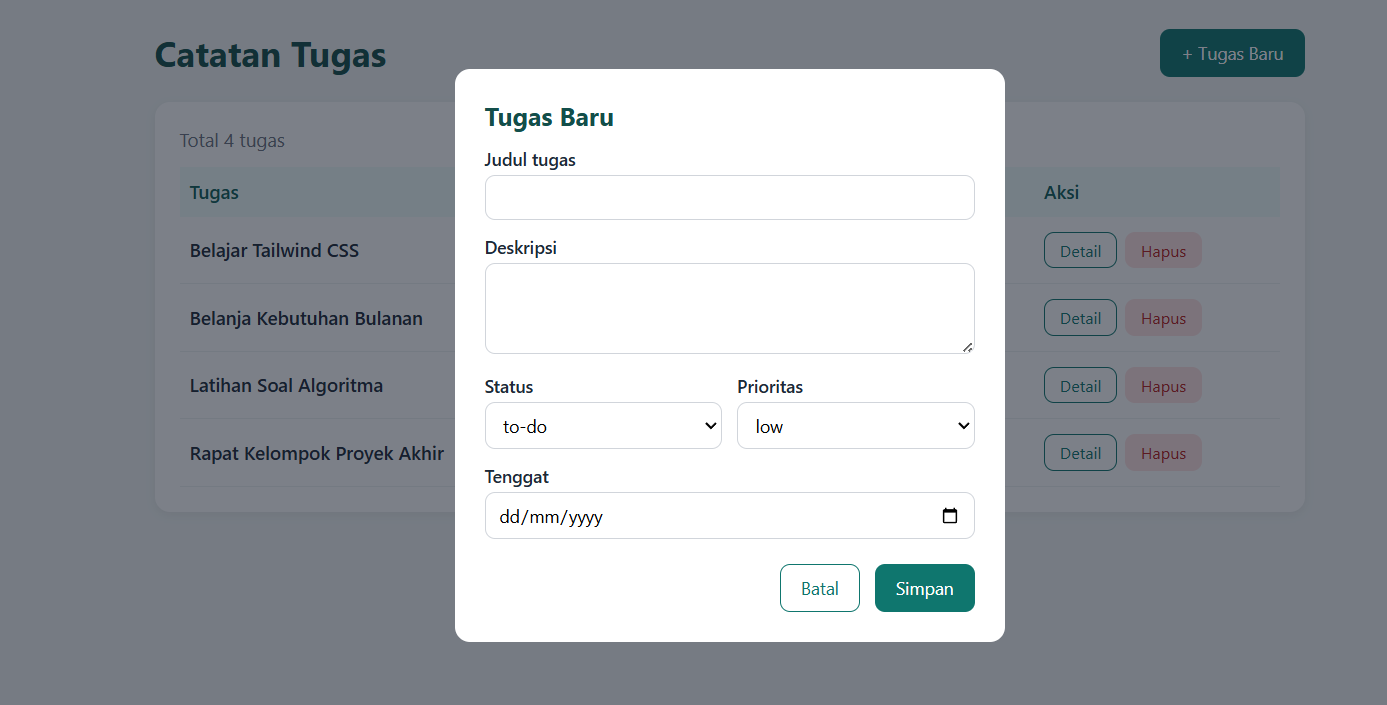 Catatan Tugas
+ Tugas Baru
Total 4 tugas
Tugas
Aksi
Belajar Tailwind CSS
Detail
Hapus
Belanja Kebutuhan Bulanan
Detail
Hapus
Latihan Soal Algoritma
Detail
Hapus
Rapat Kelompok Proyek Akhir
Detail
Hapus
Tugas Baru
Judul tugas
Deskripsi
Status
Prioritas
to-do
low
Tenggat
dd/mm/yyyy
Batal
Simpan